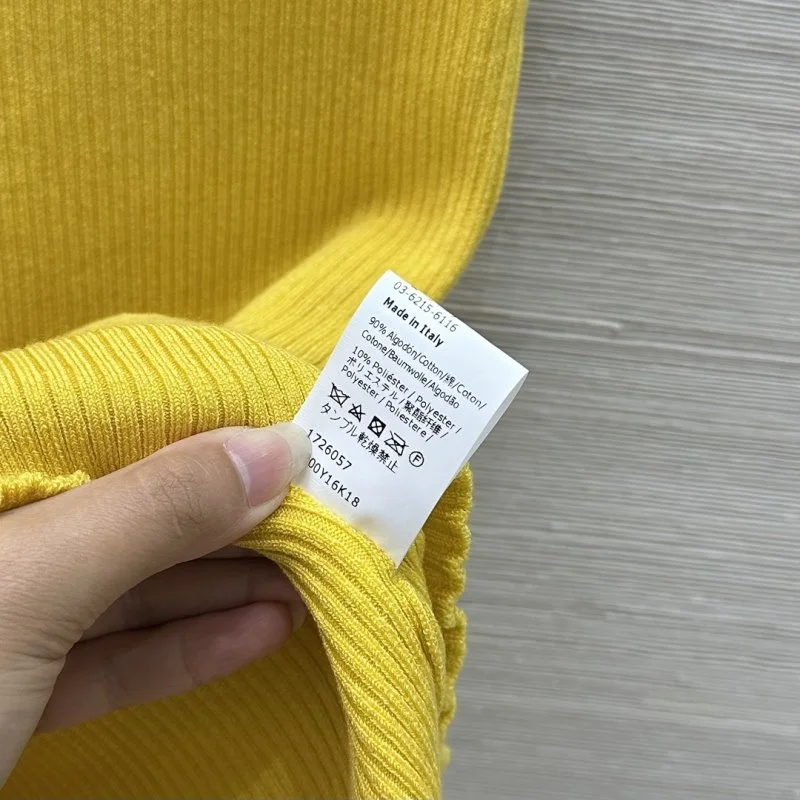 03-6215-6116
Made in Italy
90% Algodón/Cotton/綿/Coton/
Cotone/Baumwolle/Algodão
10% Poliéster / Polyester /
ポリエステル / 聚酯纤维 /
Polyester / Poliestere /
Polyester / Poliestere /
Ⓕ
タンブル乾燥禁止
1726057
00Y16K18